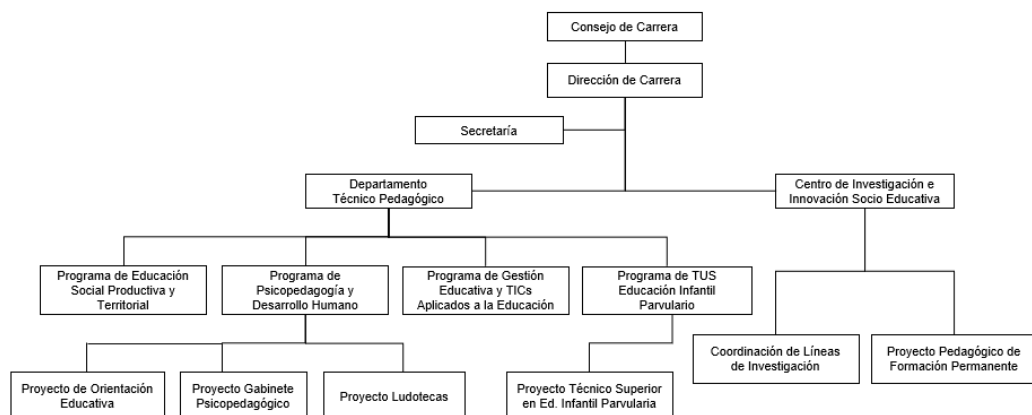 Consejo de Carrera
Dirección de Carrera
Secretaría
Departamento
Técnico Pedagógico
Centro de Investigación e
Innovación Socio Educativa
Programa de Educación
Social Productiva y
Territorial
Programa de
Psicopedagogía y
Desarrollo Humano
Programa de Gestión
Educativa y TICs
Aplicados a la Educación
Programa de TUS
Educación Infantil
Parvulario
Coordinación de Líneas
de Investigación
Proyecto Pedagógico de
Formación Permanente
Proyecto de Orientación
Educativa
Proyecto Gabinete
Psicopedagógico
Proyecto Ludotecas
Proyecto Técnico Superior
en Ed. Infantil Parvularia